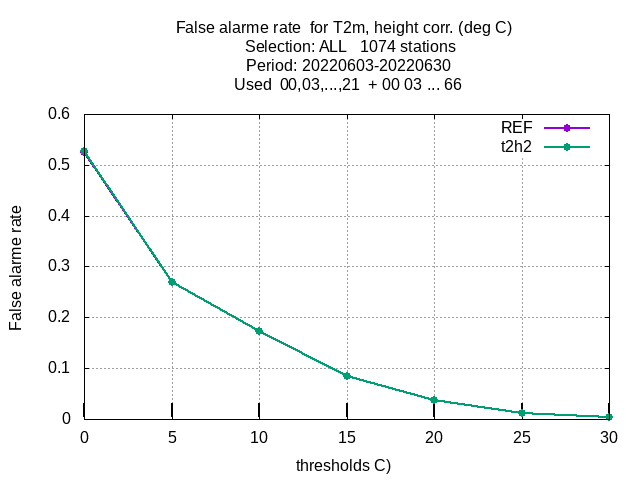 False alarme rate  for T2m, height corr. (deg C)
Selection: ALL   1074 stations
Period: 20220603-20220630
Used  00,03,...,21  + 00 03 ... 66
REF
t2h2
0.6
0.5
0.4
0.3
0.2
0.1
0
False alarme rate
0 5 10 15 20 25 30
thresholds C)